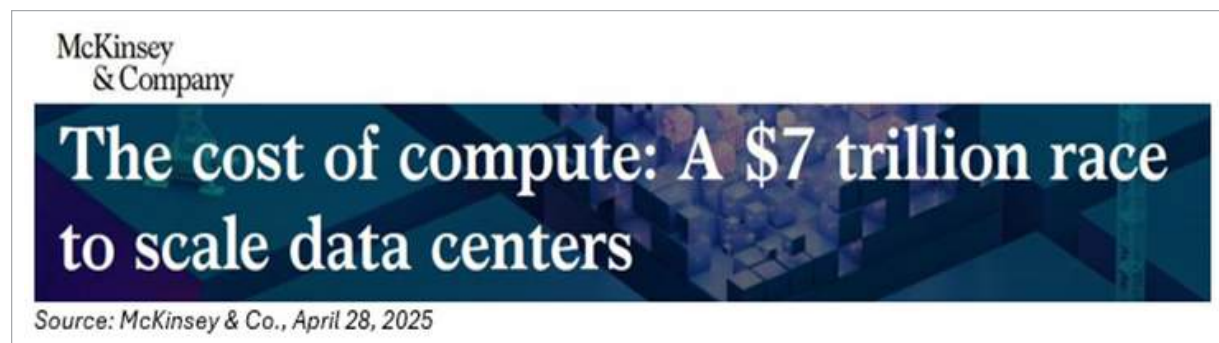 McKinsey
& Company
The cost of compute: A $7 trillion race
to scale data centers
Source: McKinsey & Co., April 28, 2025